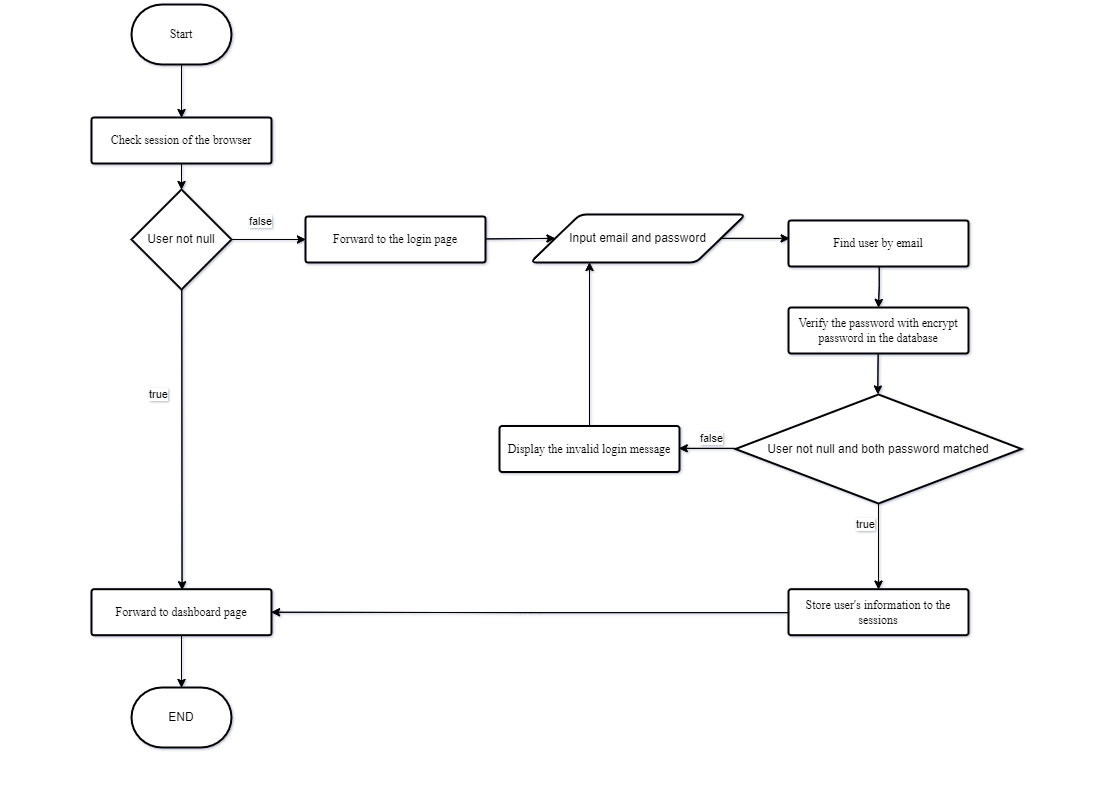 Start
Check session of the browser
User not null
false
Forward to the login page
Input email and password
Find user by email
Verify the password with encrypt
password in the database
User not null and both password matched
false
Display the invalid login message
true
true
Store user's information to the
sessions
Forward to dashboard page
END